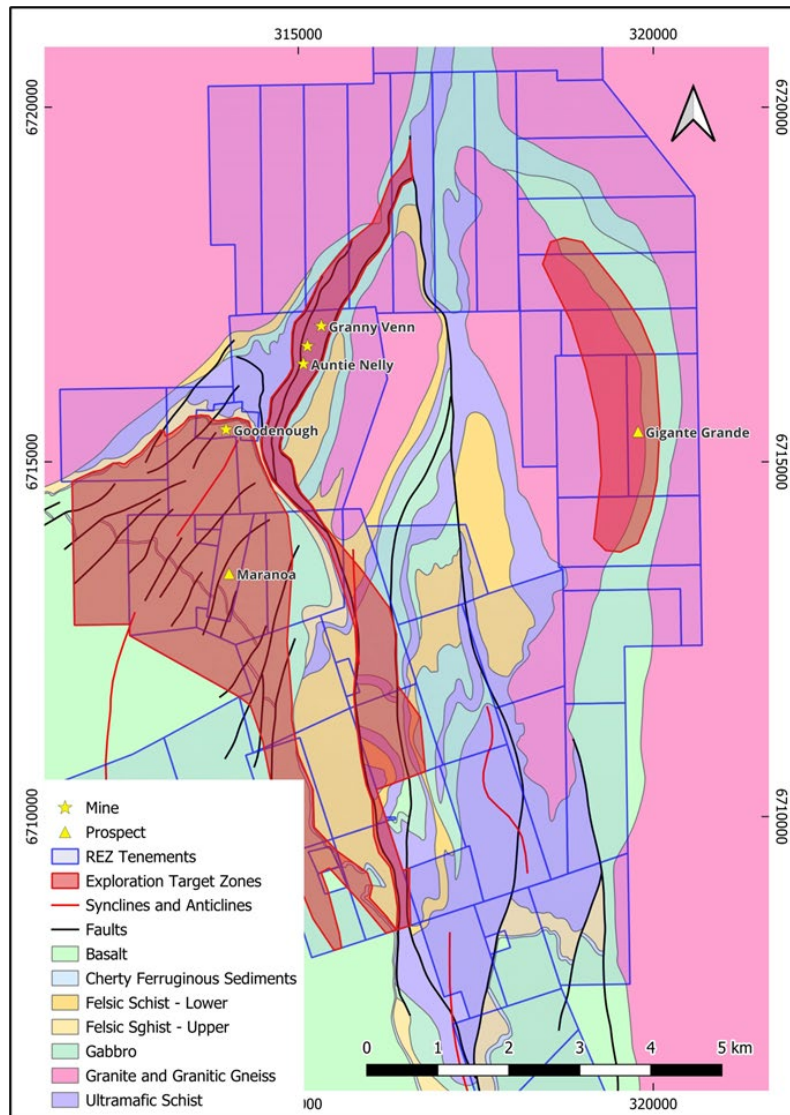 315000
320000
6720000
6720000
Granny Venn
Auntie Nelly
Goodenough
Gigante Grande
6715000
6715000
Maranoa
6710000
6710000
Mine
Prospect
REZ Tenements
Exploration Target Zones
Synclines and Anticlines
Faults
Basalt
Cherty Ferruginous Sediments
Felsic Schist - Lower
Felsic Sghist - Upper
Gabbro
Granite and Granitic Gneiss
Ultramafic Schist
0 1 2 3 4 5 km
320000